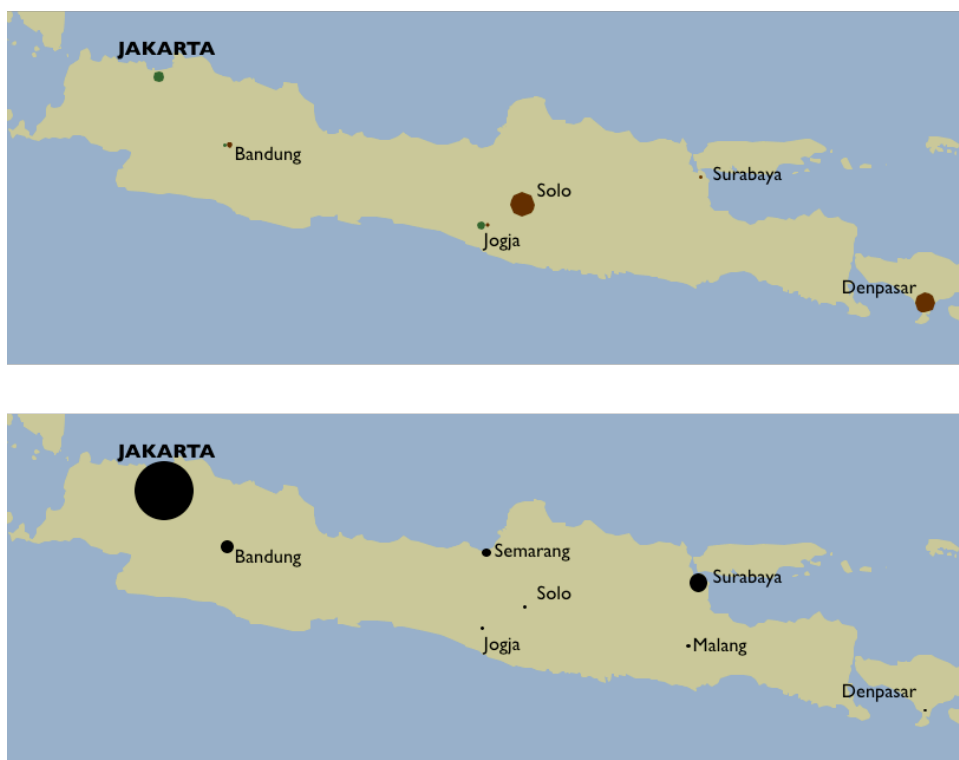 JAKARTA
Bandung
Surabaya
Solo
Jogja
Denpasar
JAKARTA
Semarang
Bandung
Surabaya
Solo
Jogja
Malang
Denpasar